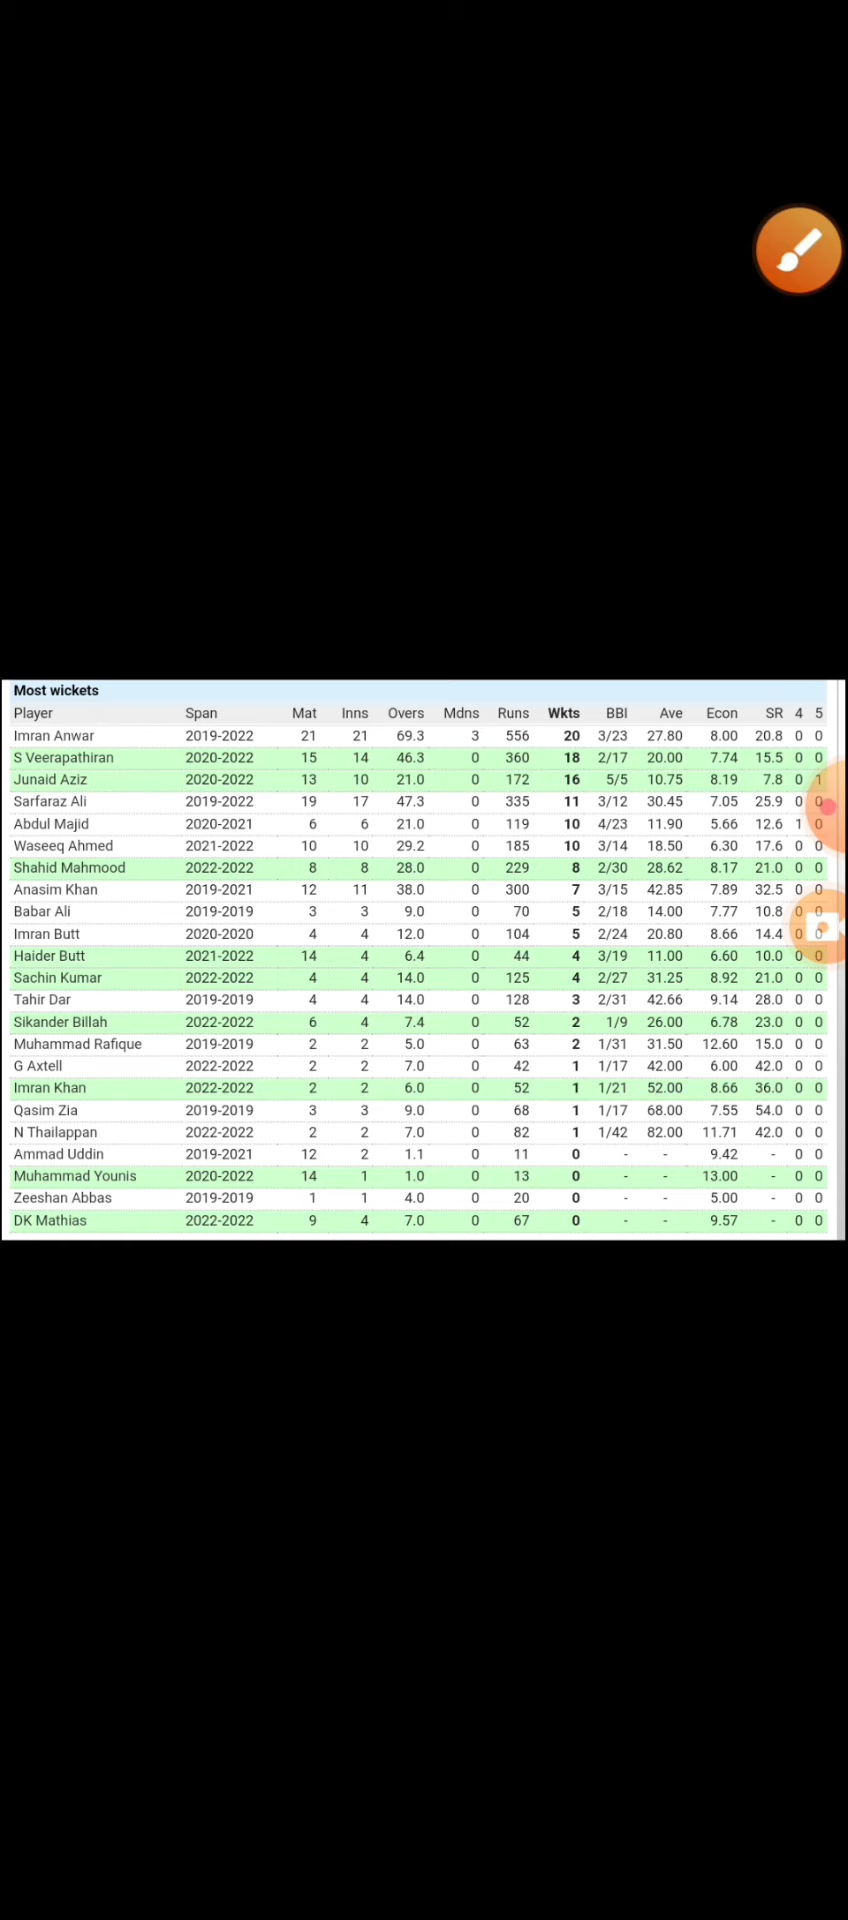 Most wickets
Player Span Mat Inns Overs Mdns Runs Wkts BBI Ave Econ SR 4 5
Imran Anwar 2019-2022 21 21 69.3 3 556 20 3/23 27.80 8.00 20.8 0 0
S Veerapathiran 2020-2022 15 14 46.3 0 360 18 2/17 20.00 7.74 15.5 0 0
Junaid Aziz 2020-2022 13 10 21.0 0 172 16 5/5 10.75 8.19 7.8 0 1
Sarfaraz Ali 2019-2022 19 17 47.3 0 335 11 3/12 30.45 7.05 25.9 0 0
Abdul Majid 2020-2021 6 6 21.0 0 119 10 4/23 11.90 5.66 12.6 1 0
Waseeq Ahmed 2021-2022 10 10 29.2 0 185 10 3/14 18.50 6.30 17.6 0 0
Shahid Mahmood 2022-2022 8 8 28.0 0 229 8 2/30 28.62 8.17 21.0 0 0
Anasim Khan 2019-2021 12 11 38.0 0 300 7 3/15 42.85 7.89 32.5 0 0
Babar Ali 2019-2019 3 3 9.0 0 70 5 2/18 14.00 7.77 10.8 0 0
Imran Butt 2020-2020 4 4 12.0 0 104 5 2/24 20.80 8.66 14.4 0 0
Haider Butt 2021-2022 14 4 6.4 0 44 4 3/19 11.00 6.60 10.0 0 0
Sachin Kumar 2022-2022 4 4 14.0 0 125 4 2/27 31.25 8.92 21.0 0 0
Tahir Dar 2019-2019 4 4 14.0 0 128 3 2/31 42.66 9.14 28.0 0 0
Sikander Billah 2022-2022 6 4 7.4 0 52 2 1/9 26.00 6.78 23.0 0 0
Muhammad Rafique 2019-2019 2 2 5.0 0 63 2 1/31 31.50 12.60 15.0 0 0
G Axtell 2022-2022 2 2 7.0 0 42 1 1/17 42.00 6.00 42.0 0 0
Imran Khan 2022-2022 2 2 6.0 0 52 1 1/21 52.00 8.66 36.0 0 0
Qasim Zia 2019-2019 3 3 9.0 0 68 1 1/17 68.00 7.55 54.0 0 0
N Thailappan 2022-2022 2 2 7.0 0 82 1 1/42 82.00 11.71 42.0 0 0
Ammad Uddin 2019-2021 12 2 1.1 0 11 0 - - 9.42 - 0 0
Muhammad Younis 2020-2022 14 1 1.0 0 13 0 - - 13.00 - 0 0
Zeeshan Abbas 2019-2019 1 1 4.0 0 20 0 - - 5.00 - 0 0
DK Mathias 2022-2022 9 4 7.0 0 67 0 - - 9.57 - 0 0